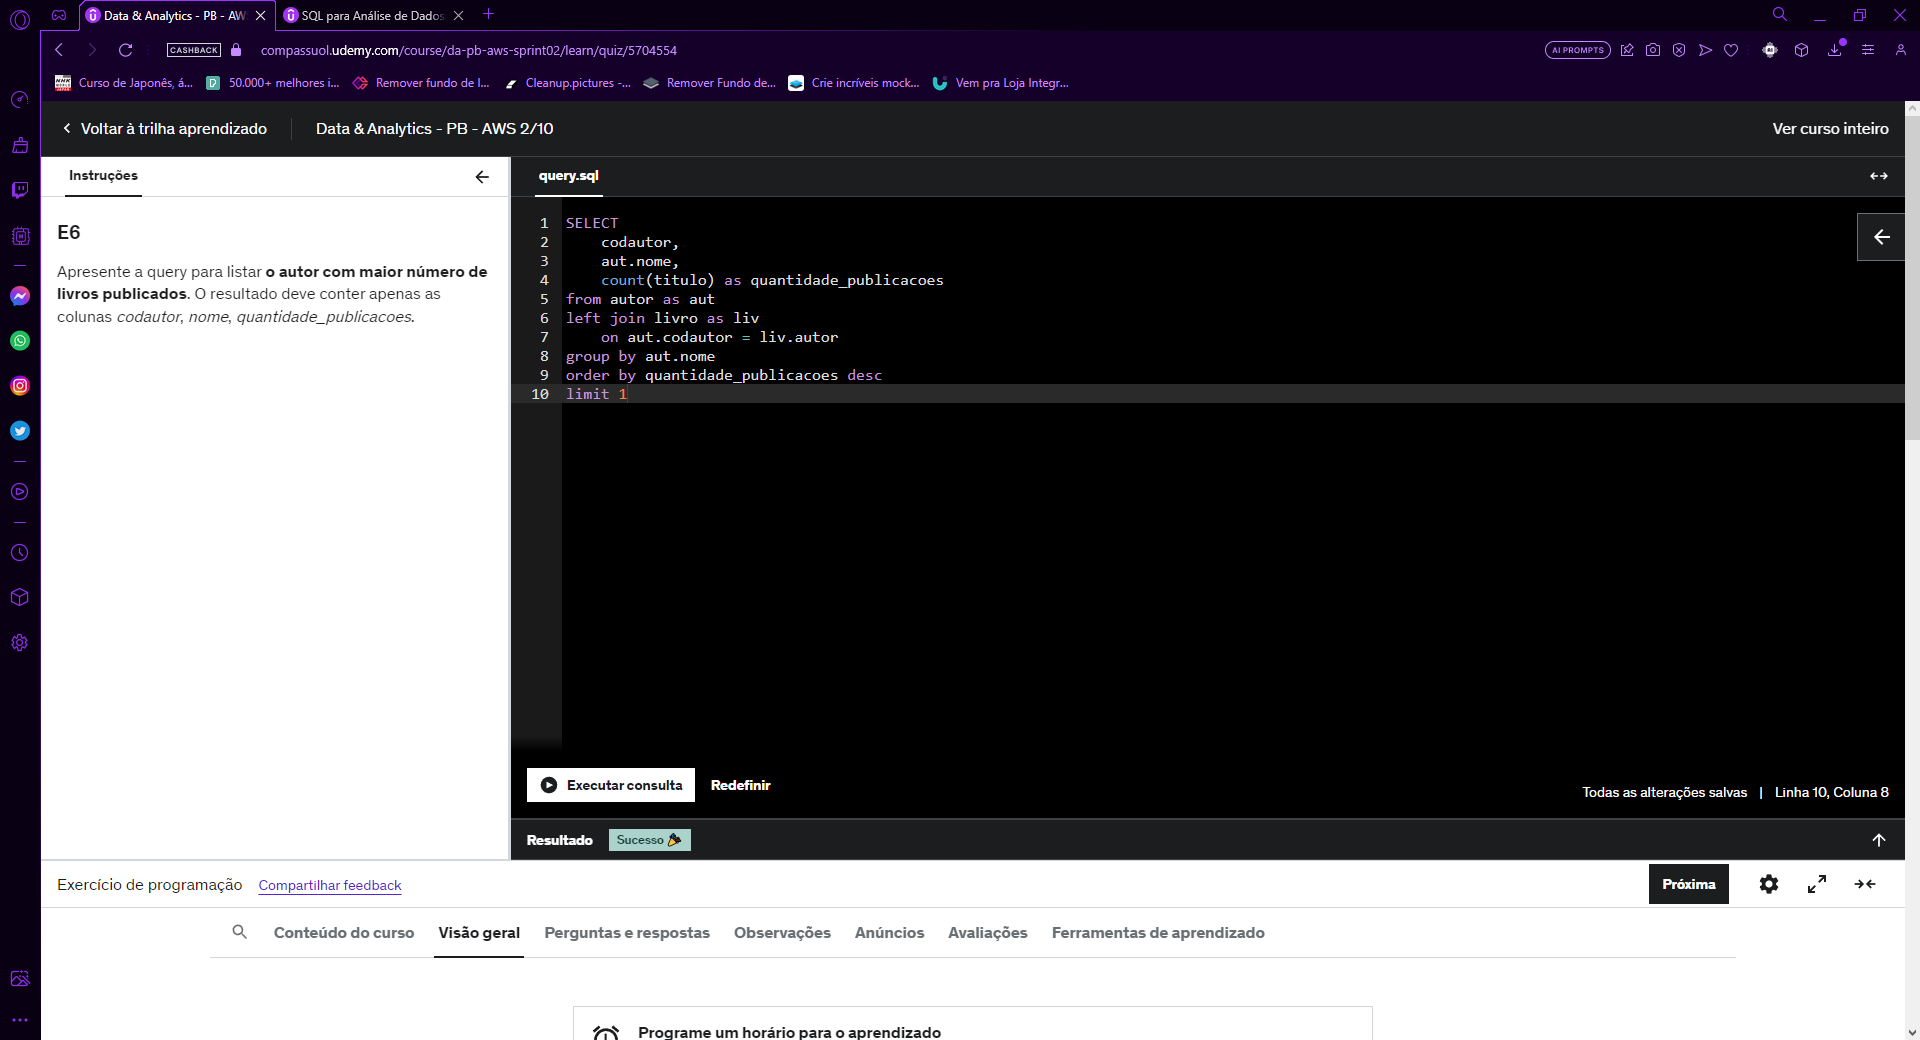 Data & Analytics - PB - AW
SQL para Análise de Dados
CASHBACK
compassuol.udemy.com/course/da-pb-aws-sprint02/learn/quiz/5704554
AI PROMPTS
Curso de Japonês, á...
50.000+ melhores i...
Remover fundo de I...
Cleanup.pictures -...
Remover Fundo de...
Crie incríveis mock...
Vem pra Loja Integr...
Voltar à trilha aprendizado
Data & Analytics - PB - AWS 2/10
Ver curso inteiro
Instruções
E6
Apresente a query para listar o autor com maior número de
livros publicados. O resultado deve conter apenas as
colunas codautor, nome, quantidade_publicacoes.
query.sql
1 SELECT
2 codautor,
3 aut.nome,
4 count(titulo) as quantidade_publicacoes
5 from autor as aut
6 left join livro as liv
7 on aut.codautor = liv.autor
8 group by aut.nome
9 order by quantidade_publicacoes desc
10 limit 1
Executar consulta
Redefinir
Todas as alterações salvas | Linha 10, Coluna 8
Resultado
Sucesso
Exercício de programação
Compartilhar feedback
Próxima
Conteúdo do curso
Visão geral
Perguntas e respostas
Observações
Anúncios
Avaliações
Ferramentas de aprendizado
Programe um horário para o aprendizado